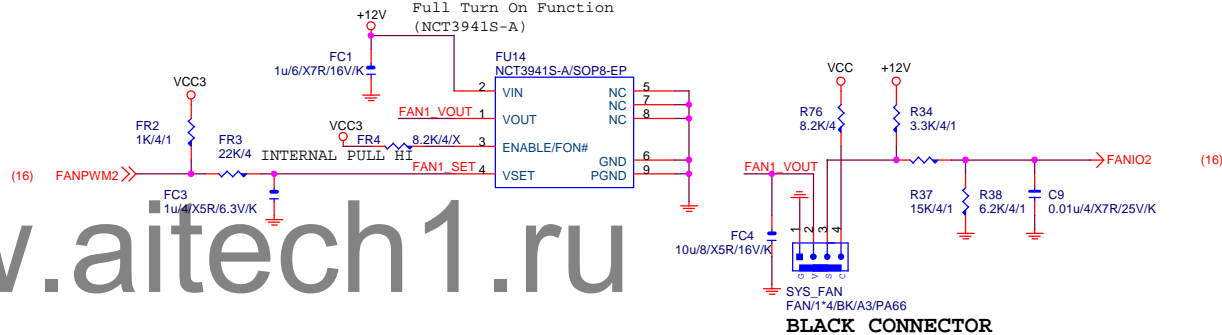 Full Turn On Function
(NCT3941S-A)
+12V
FC1
1u/6/X7R/16V/K
FU14
NCT3941S-A/SOP8-EP
2 VIN
FAN1_VOUT 1 VOUT
3 ENABLE/FON#
FAN1_SET 4 VSET
NC 5
NC 7
NC 8
GND 6
PGND 9
VCC3
FR2
1K/4/1
FR3
22K/4
VCC3
FR4 8.2K/4/X
INTERNAL PULL HI
(16) FANPWM2
FC3
1u/4/X5R/6.3V/K
VCC
+12V
R76
8.2K/4
R34
3.3K/4/1
FANIO2 (16)
FAN1_VOUT
R37
15K/4/1
R38
6.2K/4/1
C9
0.01u/4/X7R/25V/K
FC4
10u/8/X5R/16V/K
1 2 3 4
G V S C
SYS_FAN
FAN/1*4/BK/A3/PA66
BLACK CONNECTOR
w.aitech1.ru